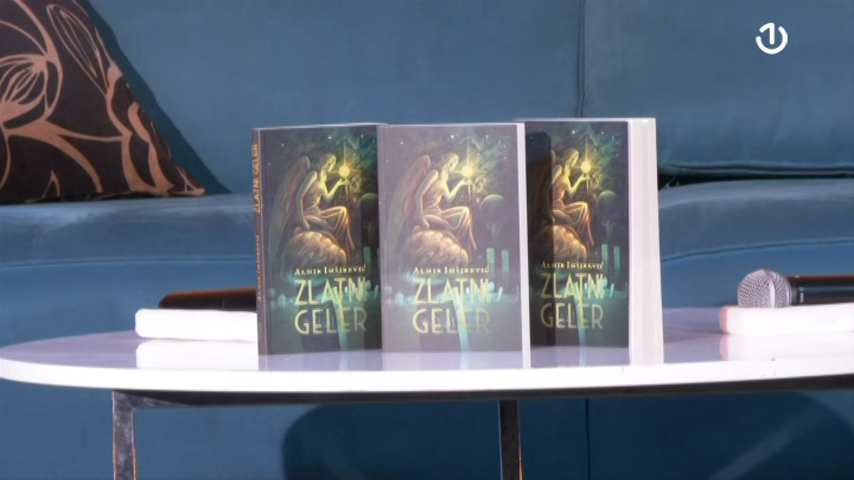 ZLATNI GELER
ALMIR IMŠIREVIĆ
ZLATNI
GELER
ALMIR IMŠIREVIĆ
ZLATNI
GELER
ALMIR IMŠIREVIĆ
ZLATNI
GELER